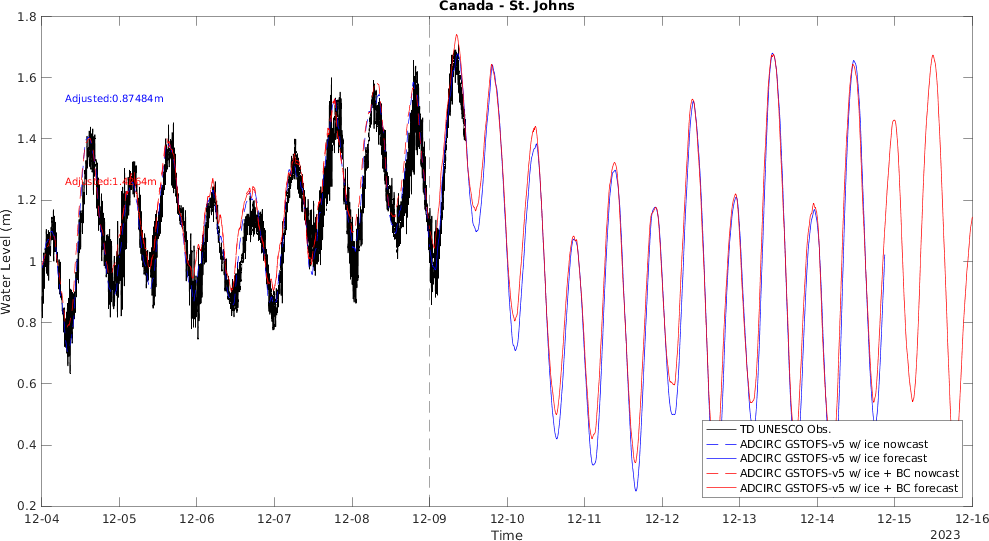 Canada - St. Johns
1.8
1.6
1.4
1.2
1
0.8
0.6
0.4
0.2
Water Level (m)
Adjusted:0.87484m
TD UNESCO Obs.
ADCIRC GSTOFS-v5 w/ ice nowcast
ADCIRC GSTOFS-v5 w/ ice forecast
ADCIRC GSTOFS-v5 w/ ice + BC nowcast
ADCIRC GSTOFS-v5 w/ ice + BC forecast
12-04 12-05 12-06 12-07 12-08 12-09 12-10 12-11 12-12 12-13 12-14 12-15 12-16
Time
2023